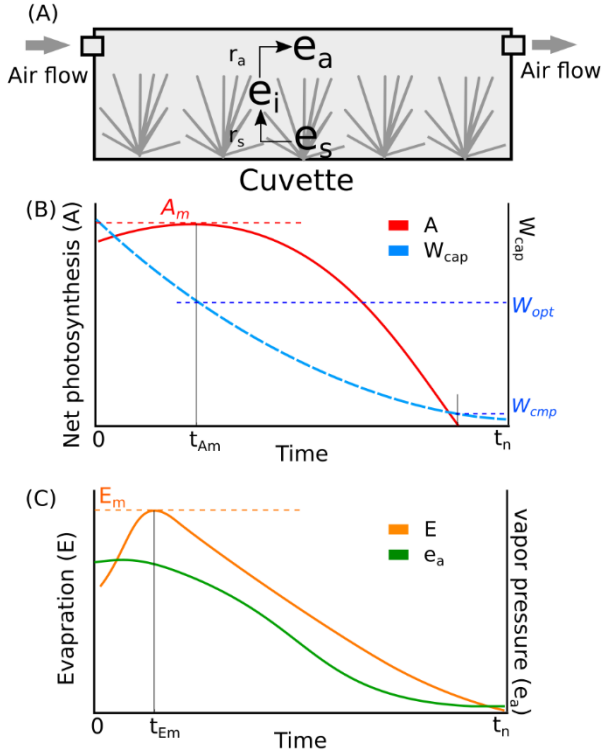 (A)
Air flow
r_a
e_a
e_i
r_s
e_s
Air flow
Cuvette
(B)
A_m
A
W_cap
W_cap
W_opt
W_cmp
Net photosynthesis (A)
0
t_Am
Time
t_n
(C)
E_m
E
e_a
Evapration (E)
vapor pressure (e_a)
0
t_Em
Time
t_n